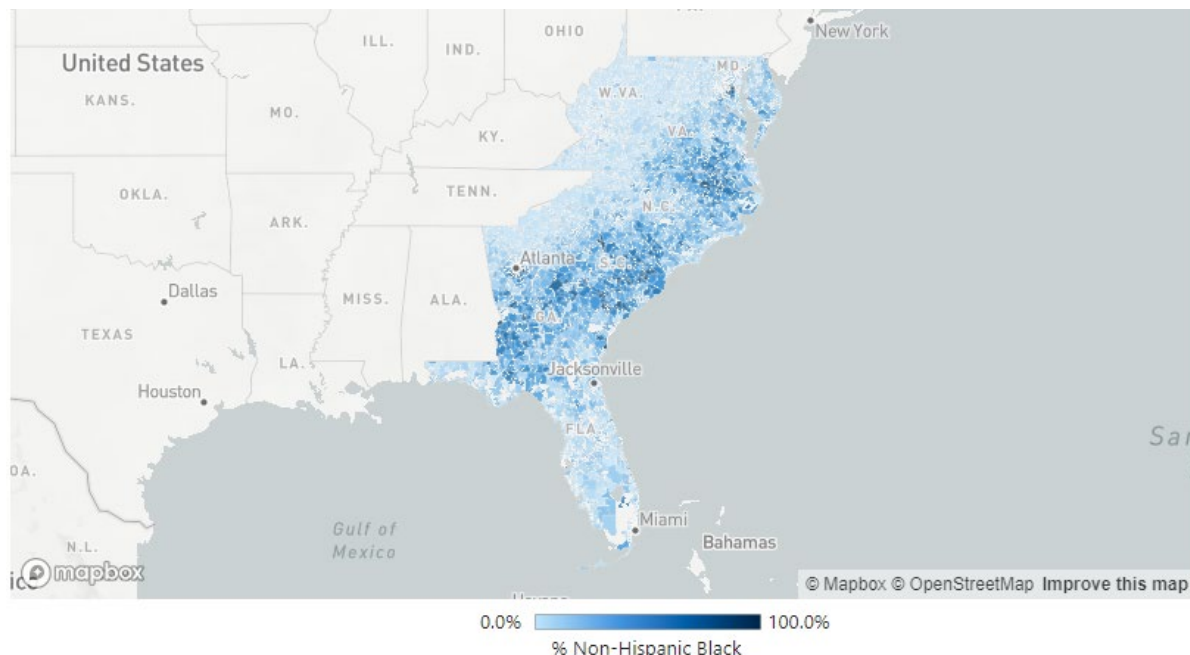 New York
OHIO
ILL.
IND.
United States
MD.
W.VA.
KANS.
MO.
VA.
KY.
TENN.
OKLA.
N.C.
ARK.
Atlanta
S.C.
Dallas
MISS.
ALA.
GA.
TEXAS
LA.
Jacksonville
Houston
FLA.
Sar
OA.
Gulf of
Mexico
Miami
Bahamas
N.L.
mapbox
© Mapbox © OpenStreetMap Improve this map
0.0%
100.0%
% Non-Hispanic Black